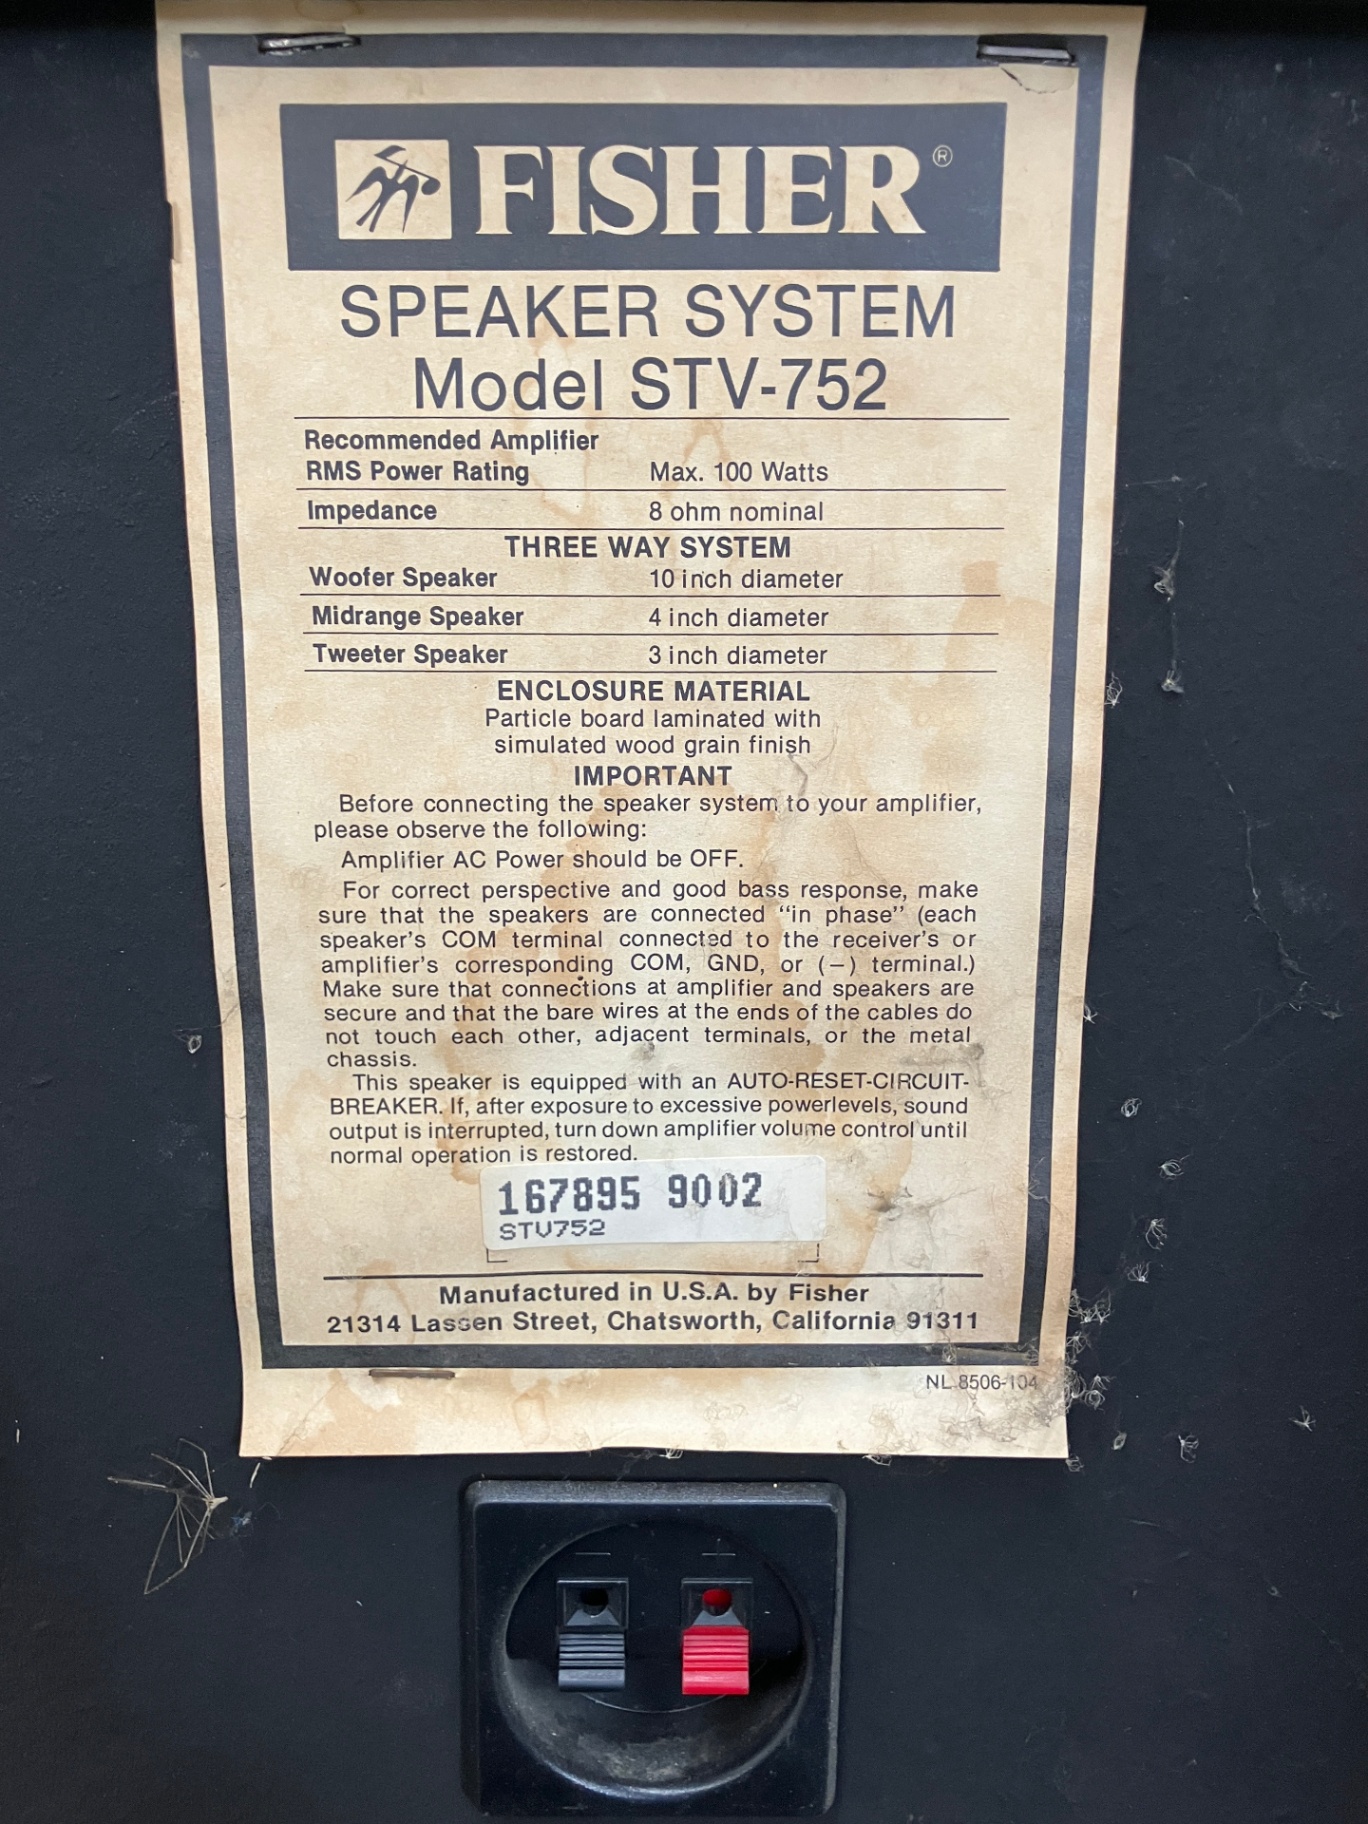 FISHER®
SPEAKER SYSTEM
Model STV-752
Recommended Amplifier
RMS Power Rating Max. 100 Watts
Impedance 8 ohm nominal
THREE WAY SYSTEM
Woofer Speaker 10 inch diameter
Midrange Speaker 4 inch diameter
Tweeter Speaker 3 inch diameter
ENCLOSURE MATERIAL
Particle board laminated with
simulated wood grain finish
IMPORTANT
Before connecting the speaker system to your amplifier,
please observe the following:
Amplifier AC Power should be OFF.
For correct perspective and good bass response, make
sure that the speakers are connected “in phase” (each
speaker's COM terminal connected to the receiver's or
amplifier's corresponding COM, GND, or (−) terminal.)
Make sure that connections at amplifier and speakers are
secure and that the bare wires at the ends of the cables do
not touch each other, adjacent terminals, or the metal
chassis.
This speaker is equipped with an AUTO-RESET-CIRCUIT-
BREAKER. If, after exposure to excessive powerlevels, sound
output is interrupted, turn down amplifier volume control until
normal operation is restored.
167895 9002
STV752
Manufactured in U.S.A. by Fisher
21314 Lassen Street, Chatsworth, California 91311
NL 8506-104
− +